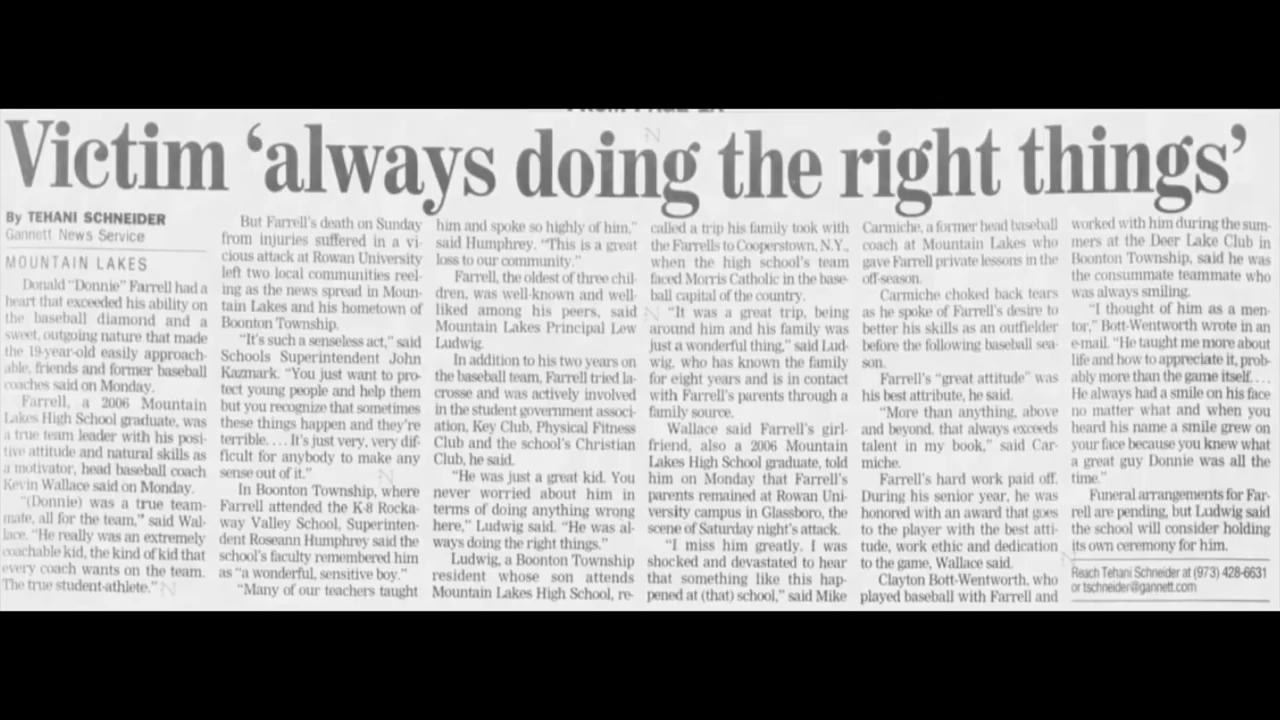 Victim ‘always doing the right things’
By TEHANI SCHNEIDER
Gannett News Service
MOUNTAIN LAKES
Donald “Donnie” Farrell had a
heart that exceeded his ability on
the baseball diamond and a
sweet, outgoing nature that made
the 19-year-old easily approach-
able, friends and former baseball
coaches said on Monday.
Farrell, a 2006 Mountain
Lakes High School graduate, was
a true team leader with his posi-
tive attitude and natural skills as
a motivator, head baseball coach
Kevin Wallace said on Monday.
“(Donnie) was a true team-
mate, all for the team,” said Wal-
lace. “He really was an extremely
coachable kid, the kind of kid that
every coach wants on the team.
The true student-athlete.”
But Farrell’s death on Sunday
from injuries suffered in a vi-
cious attack at Rowan University
left two local communities reel-
ing as the news spread in Moun-
tain Lakes and his hometown of
Boonton Township.
“It’s such a senseless act,” said
Schools Superintendent John
Kazmark. “You just want to pro-
tect young people and help them
but you recognize that sometimes
these things happen and they’re
terrible. . . . It’s just very, very dif-
ficult for anybody to make any
sense out of it.”
In Boonton Township, where
Farrell attended the K-8 Rocka-
way Valley School, Superinten-
dent Roseann Humphrey said the
school’s faculty remembered him
as “a wonderful, sensitive boy.”
“Many of our teachers taught
him and spoke so highly of him,”
said Humphrey. “This is a great
loss to our community.”
Farrell, the oldest of three chil-
dren, was well-known and well-
liked among his peers, said
Mountain Lakes Principal Lew
Ludwig.
In addition to his two years on
the baseball team, Farrell tried la-
crosse and was actively involved
in the student government associ-
ation, Key Club, Physical Fitness
Club and the school’s Christian
Club, he said.
“He was just a great kid. You
never worried about him in
terms of doing anything wrong
here,” Ludwig said. “He was al-
ways doing the right things.”
Ludwig, a Boonton Township
resident whose son attends
Mountain Lakes High School, re-
called a trip his family took with
the Farrells to Cooperstown, N.Y.,
when the high school’s team
faced Morris Catholic in the base-
ball capital of the country.
“It was a great trip, being
around him and his family was
just a wonderful thing,” said Lud-
wig, who has known the family
for eight years and is in contact
with Farrell’s parents through a
family source.
Wallace said Farrell’s girl-
friend, also a 2006 Mountain
Lakes High School graduate, told
him on Monday that Farrell’s
parents remained at Rowan Uni-
versity campus in Glassboro, the
scene of Saturday night’s attack.
“I miss him greatly. I was
shocked and devastated to hear
that something like this hap-
pened at (that) school,” said Mike
Carmiche, a former head baseball
coach at Mountain Lakes who
gave Farrell private lessons in the
off-season.
Carmiche choked back tears
as he spoke of Farrell’s desire to
better his skills as an outfielder
before the following baseball sea-
son.
Farrell’s “great attitude” was
his best attribute, he said.
“More than anything, above
and beyond, that always exceeds
talent in my book,” said Car-
miche.
Farrell’s hard work paid off.
During his senior year, he was
honored with an award that goes
to the player with the best atti-
tude, work ethic and dedication
to the game, Wallace said.
Clayton Bott-Wentworth, who
played baseball with Farrell and
worked with him during the sum-
mers at the Deer Lake Club in
Boonton Township, said he was
the consummate teammate who
was always smiling.
“I thought of him as a men-
tor,” Bott-Wentworth wrote in an
e-mail. “He taught me more about
life and how to appreciate it, prob-
ably more than the game itself. . . .
He always had a smile on his face
no matter what and when you
heard his name a smile grew on
your face because you knew what
a great guy Donnie was all the
time.”
Funeral arrangements for Far-
rell are pending, but Ludwig said
the school will consider holding
its own ceremony for him.
Reach Tehani Schneider at (973) 428-6631
or tschneider@gannett.com